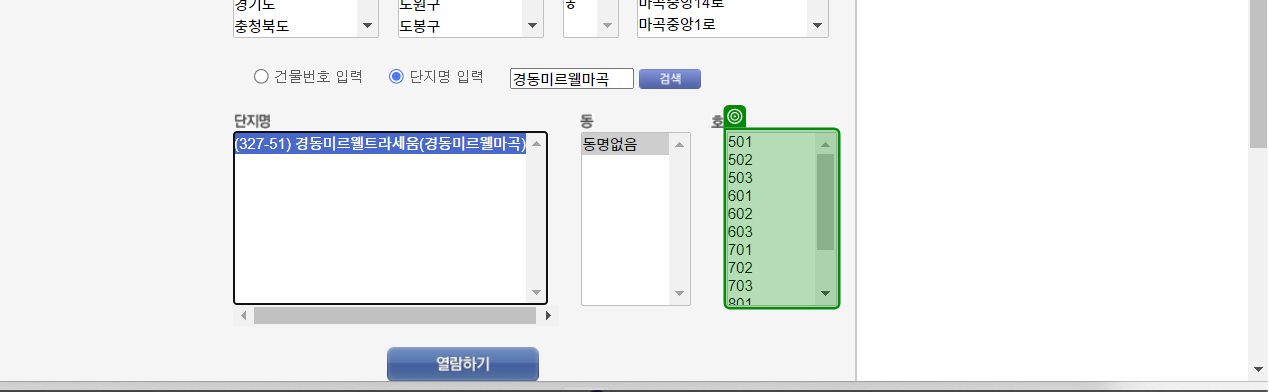 경기도 노원구 마곡중앙14로
충청북도 도봉구 마곡중앙1로
건물번호 입력 단지명 입력 경동미르웰마곡 검색
단지명 동 호
(327-51) 경동미르웰트라세움(경동미르웰마곡) 동명없음 501
502
503
601
602
603
701
702
703
801
열람하기